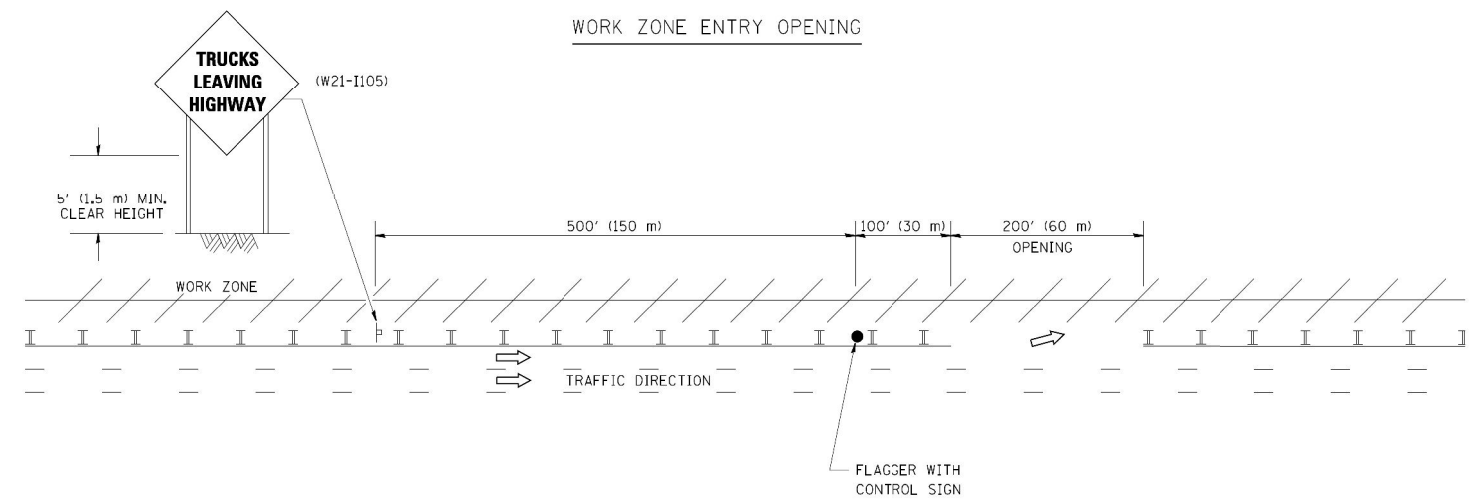 WORK ZONE ENTRY OPENING
TRUCKS
LEAVING
HIGHWAY
(W21-I105)
5' (1.5 m) MIN.
CLEAR HEIGHT
500' (150 m)
100' (30 m)
200' (60 m)
OPENING
WORK ZONE
TRAFFIC DIRECTION
FLAGGER WITH
CONTROL SIGN